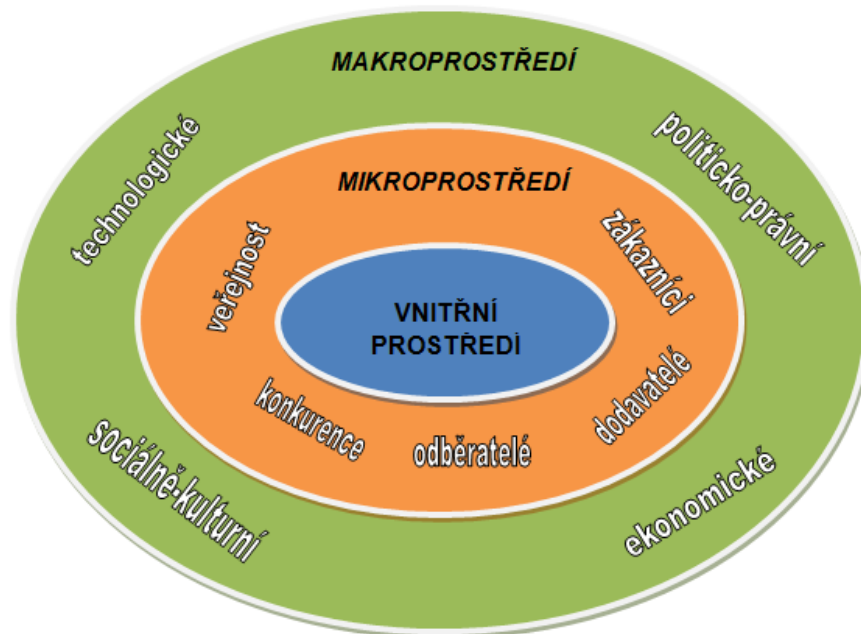 MAKROPROSTŘEDÍ
technologické
politicko-právní
MIKROPROSTŘEDÍ
veřejnost
zákazníci
VNITŘNÍ
PROSTŘEDÍ
konkurence
odběratelé
dodavatelé
sociálně-kulturní
ekonomické